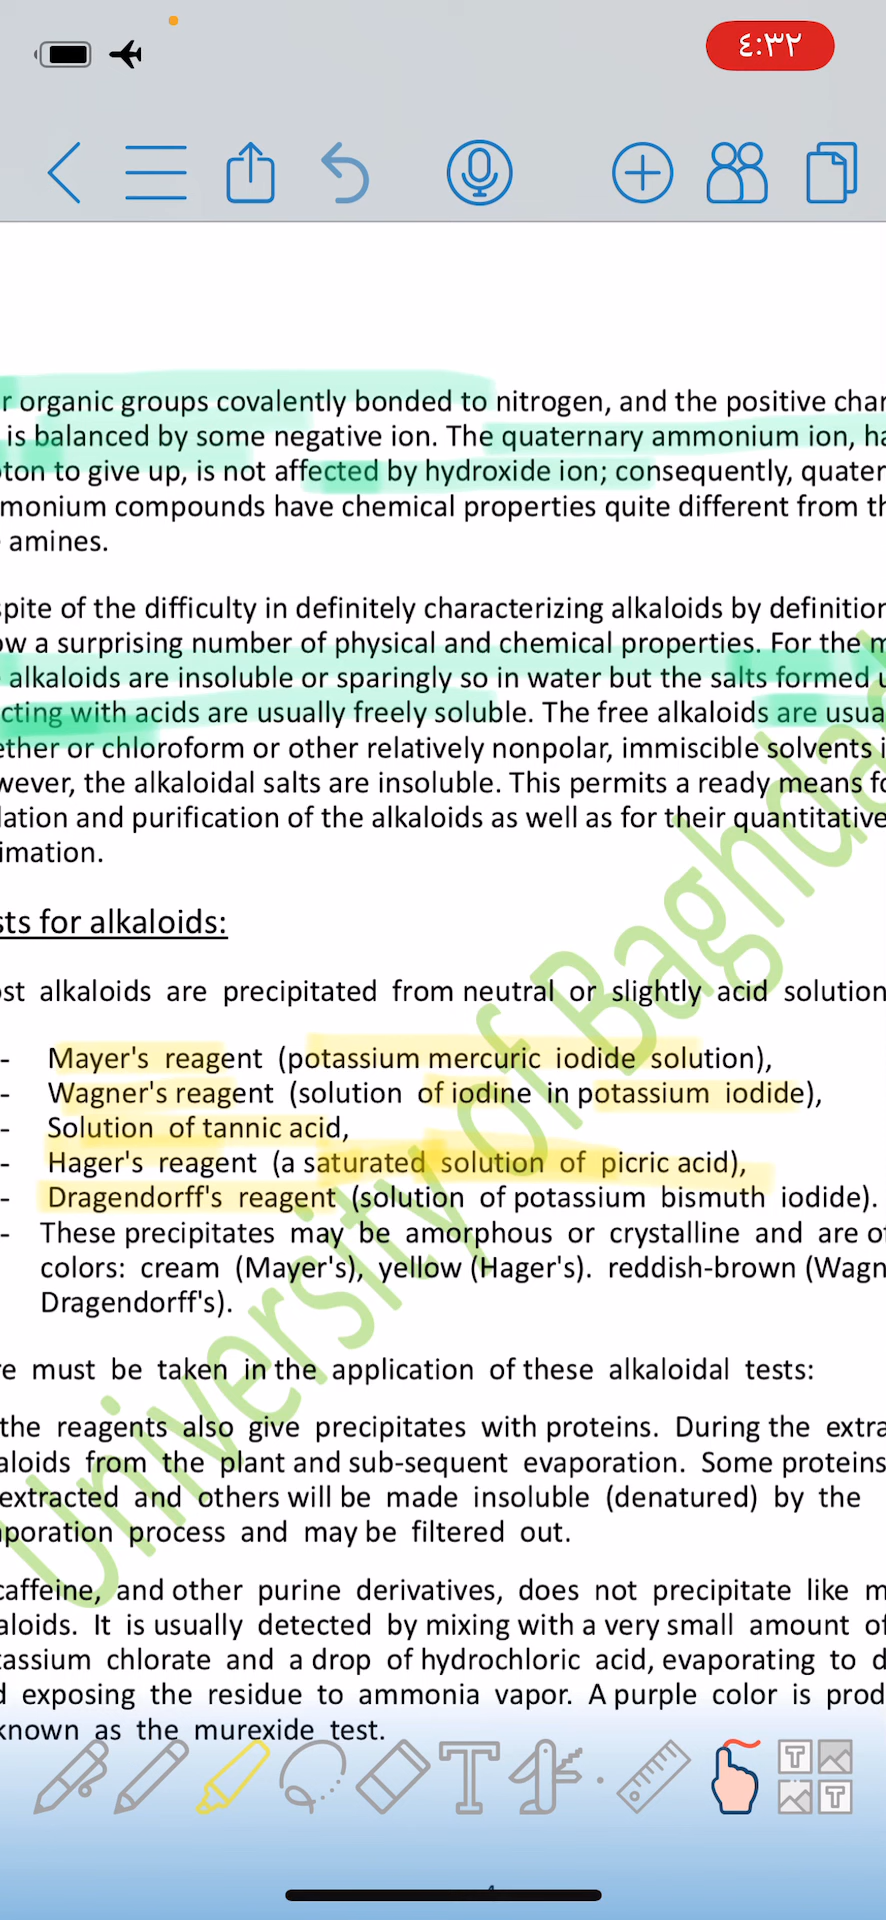 ٤:٣٢
r organic groups covalently bonded to nitrogen, and the positive char
is balanced by some negative ion. The quaternary ammonium ion, ha
ton to give up, is not affected by hydroxide ion; consequently, quater
monium compounds have chemical properties quite different from th
amines.
spite of the difficulty in definitely characterizing alkaloids by definition
ow a surprising number of physical and chemical properties. For the m
alkaloids are insoluble or sparingly so in water but the salts formed u
cting with acids are usually freely soluble. The free alkaloids are usua
ether or chloroform or other relatively nonpolar, immiscible solvents i
wever, the alkaloidal salts are insoluble. This permits a ready means fo
lation and purification of the alkaloids as well as for their quantitative
imation.
sts for alkaloids:
ost alkaloids are precipitated from neutral or slightly acid solution
- Mayer's reagent (potassium mercuric iodide solution),
- Wagner's reagent (solution of iodine in potassium iodide),
- Solution of tannic acid,
- Hager's reagent (a saturated solution of picric acid),
- Dragendorff's reagent (solution of potassium bismuth iodide).
- These precipitates may be amorphous or crystalline and are of
colors: cream (Mayer's), yellow (Hager's). reddish-brown (Wagn
Dragendorff's).
re must be taken in the application of these alkaloidal tests:
the reagents also give precipitates with proteins. During the extra
aloids from the plant and sub-sequent evaporation. Some proteins
extracted and others will be made insoluble (denatured) by the
poration process and may be filtered out.
caffeine, and other purine derivatives, does not precipitate like m
aloids. It is usually detected by mixing with a very small amount of
tassium chlorate and a drop of hydrochloric acid, evaporating to d
d exposing the residue to ammonia vapor. A purple color is prod
known as the murexide test.
University of Baghdad